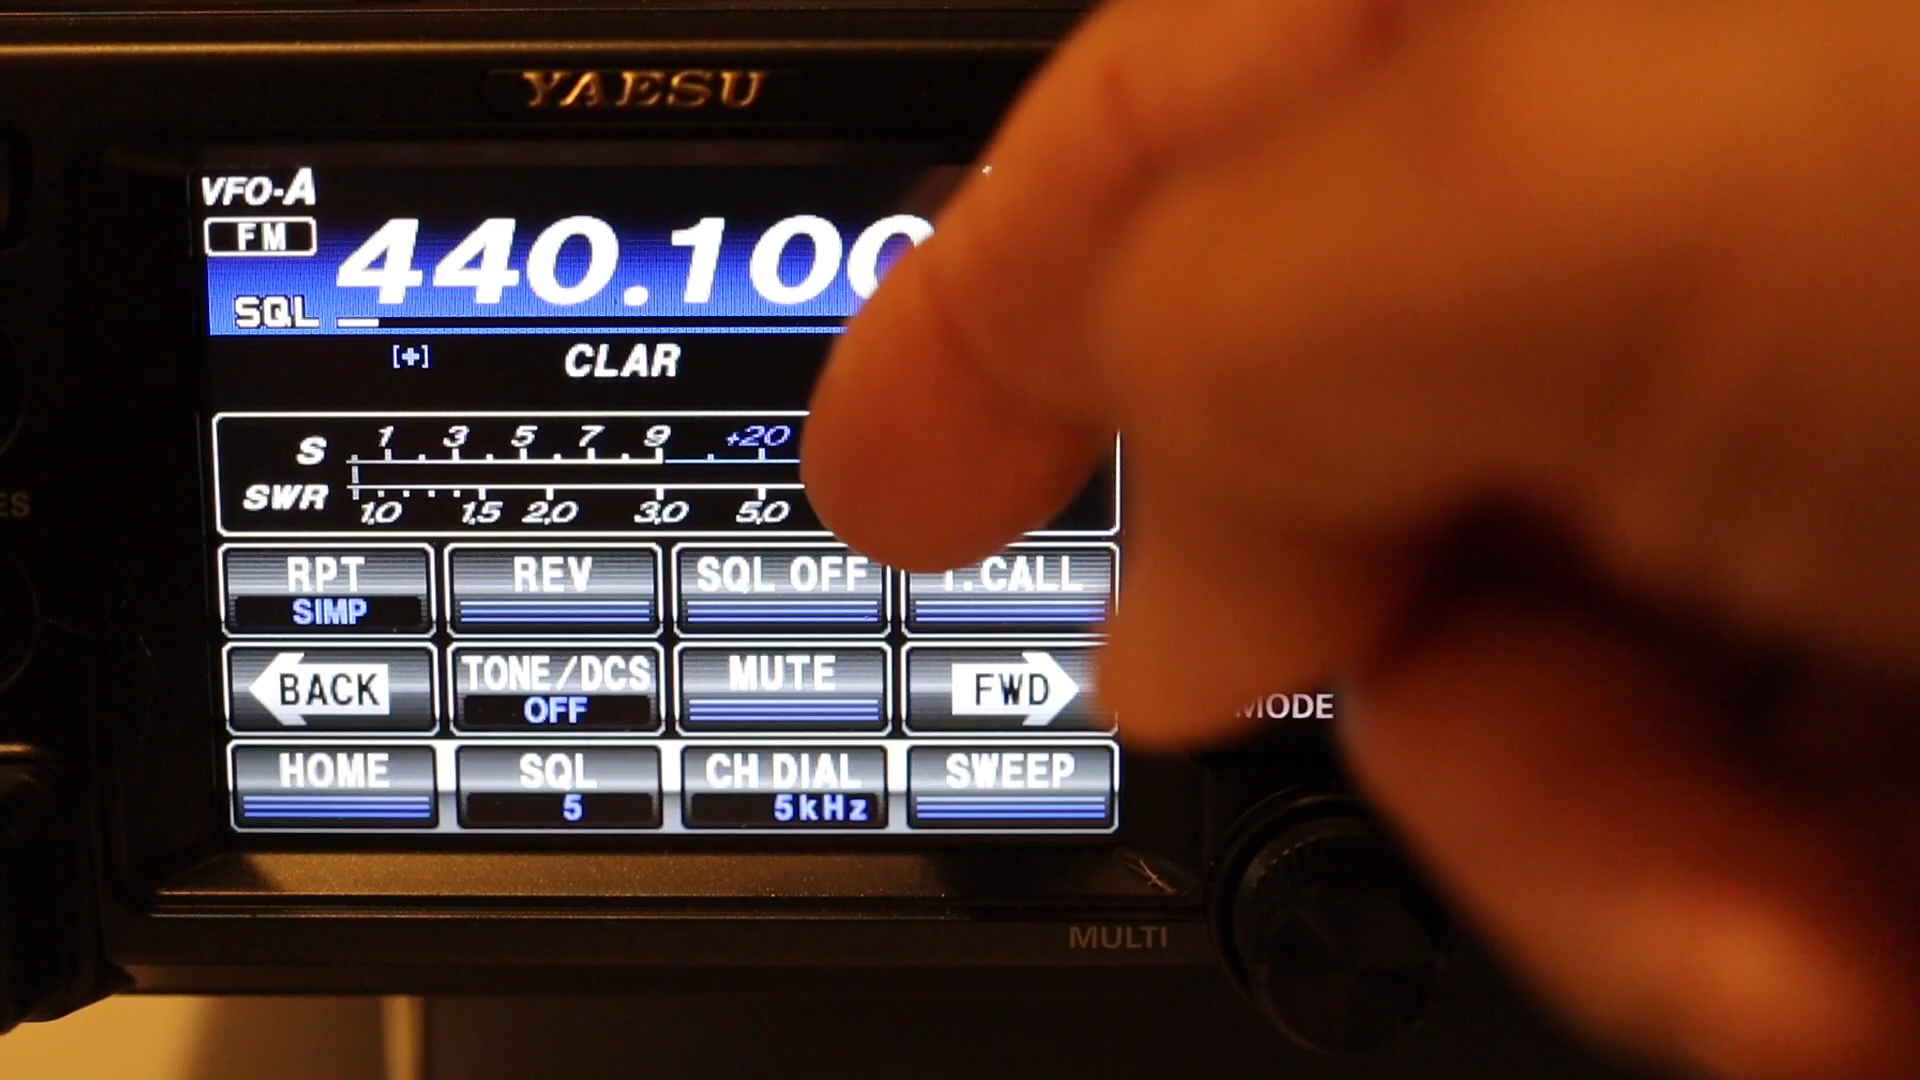 YAESU
VFO-A
FM
440.100
SQL
[+]
CLAR
S 1 3 5 7 9 +20
SWR 1.0 1.5 2.0 3.0 5.0
RPT REV SQL OFF T.CALL
SIMP
BACK TONE/DCS MUTE FWD
OFF
MODE
HOME SQL CH DIAL SWEEP
5 5kHz
MULTI